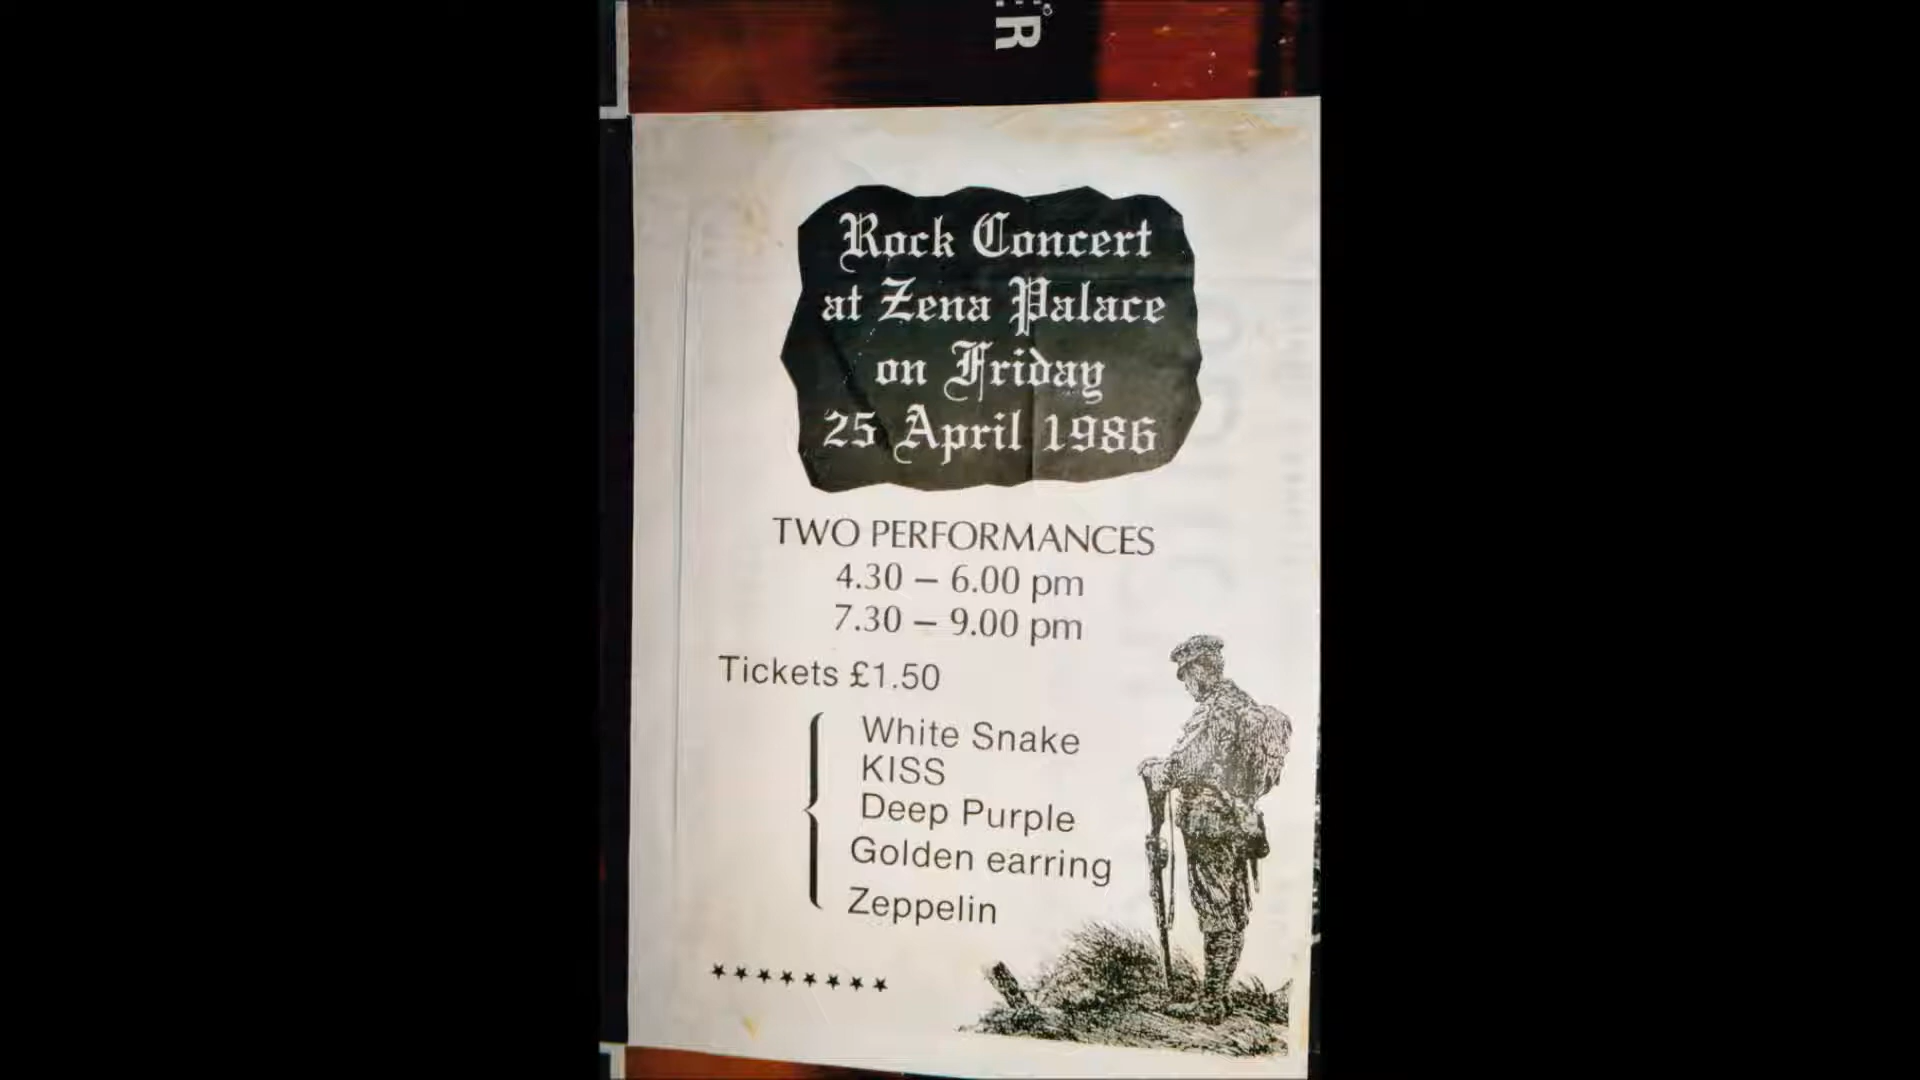 R
Rock Concert
at Zena Palace
on Friday
25 April 1986
TWO PERFORMANCES
4.30 – 6.00 pm
7.30 – 9.00 pm
Tickets £1.50
White Snake
KISS
Deep Purple
Golden earring
Zeppelin